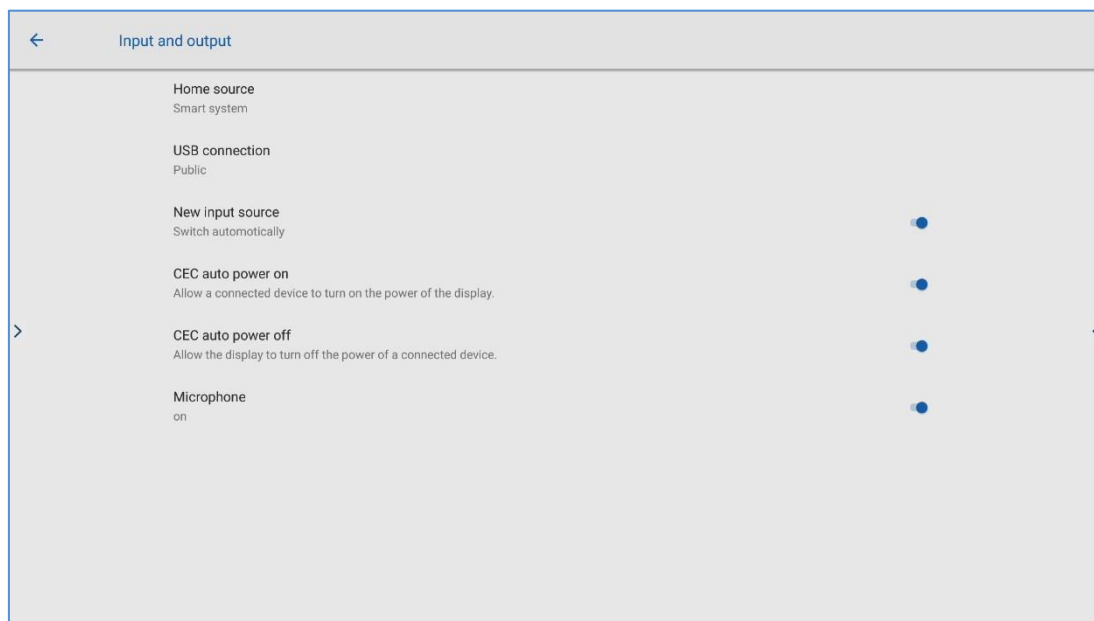 Input and output
Home source
Smart system
USB connection
Public
New input source
Switch automotically
CEC auto power on
Allow a connected device to turn on the power of the display.
CEC auto power off
Allow the display to turn off the power of a connected device.
Microphone
on